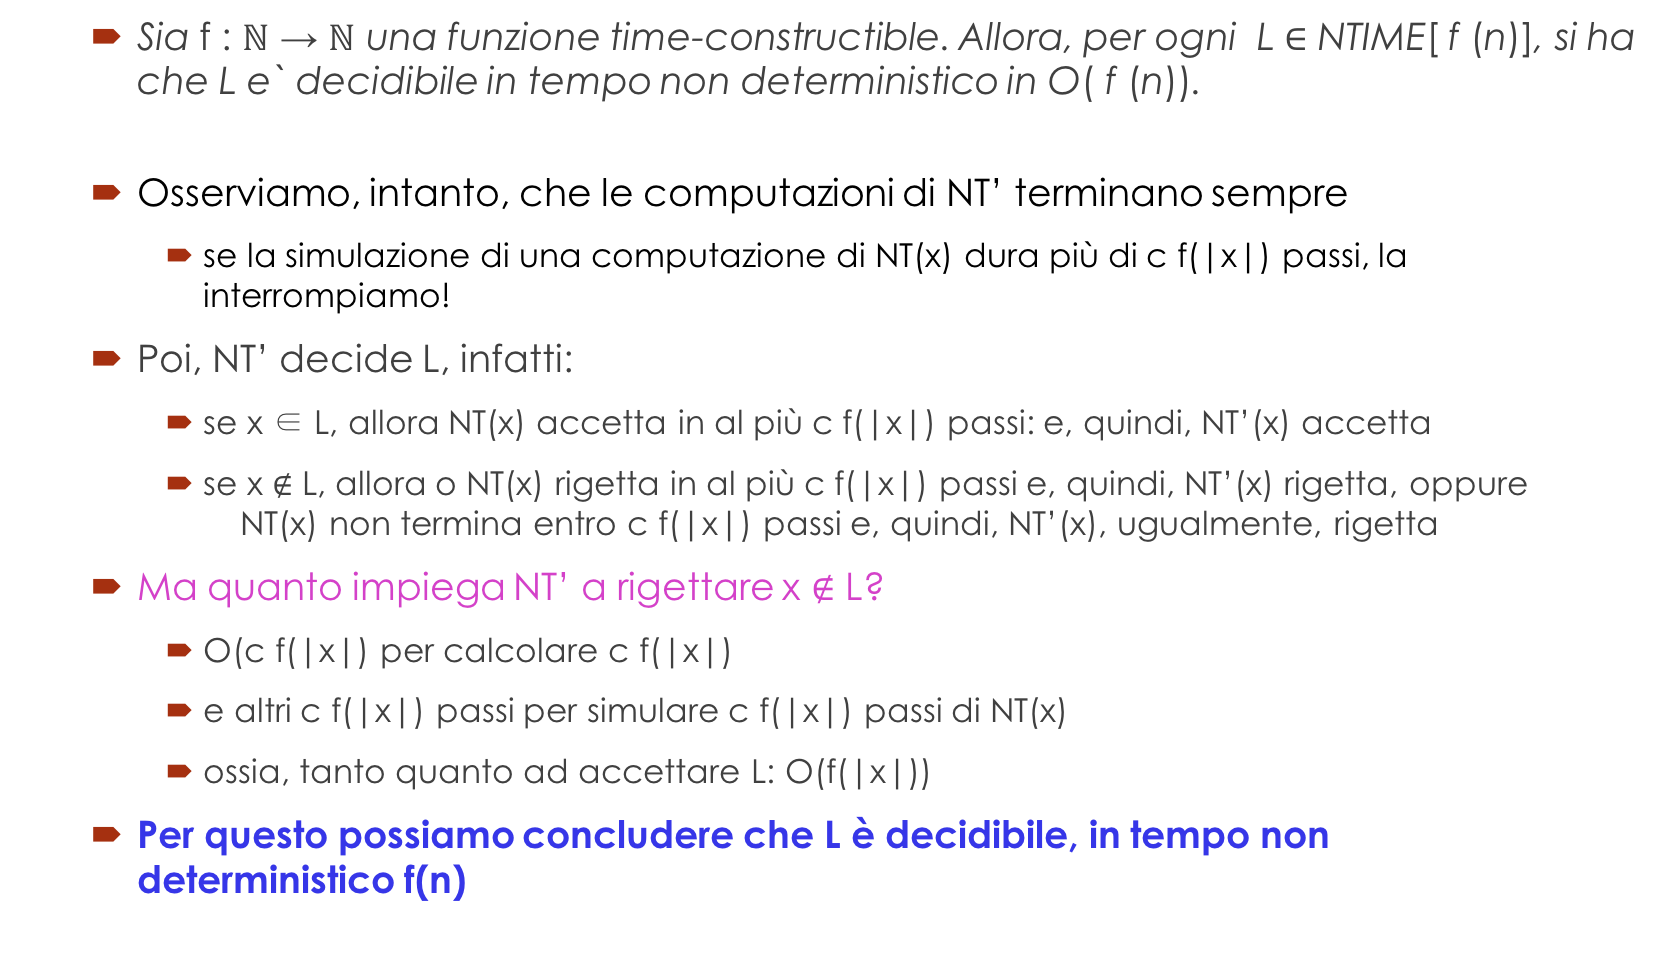 Sia f : ℕ → ℕ una funzione time-constructible. Allora, per ogni L ∈ NTIME[ f (n)], si ha
che L e` decidibile in tempo non deterministico in O( f (n)).
Osserviamo, intanto, che le computazioni di NT’ terminano sempre
se la simulazione di una computazione di NT(x) dura più di c f(|x|) passi, la
interrompiamo!
Poi, NT’ decide L, infatti:
se x ∈ L, allora NT(x) accetta in al più c f(|x|) passi: e, quindi, NT’(x) accetta
se x ∉ L, allora o NT(x) rigetta in al più c f(|x|) passi e, quindi, NT’(x) rigetta, oppure
NT(x) non termina entro c f(|x|) passi e, quindi, NT’(x), ugualmente, rigetta
Ma quanto impiega NT’ a rigettare x ∉ L?
O(c f(|x|) per calcolare c f(|x|)
e altri c f(|x|) passi per simulare c f(|x|) passi di NT(x)
ossia, tanto quanto ad accettare L: O(f(|x|))
Per questo possiamo concludere che L è decidibile, in tempo non
deterministico f(n)